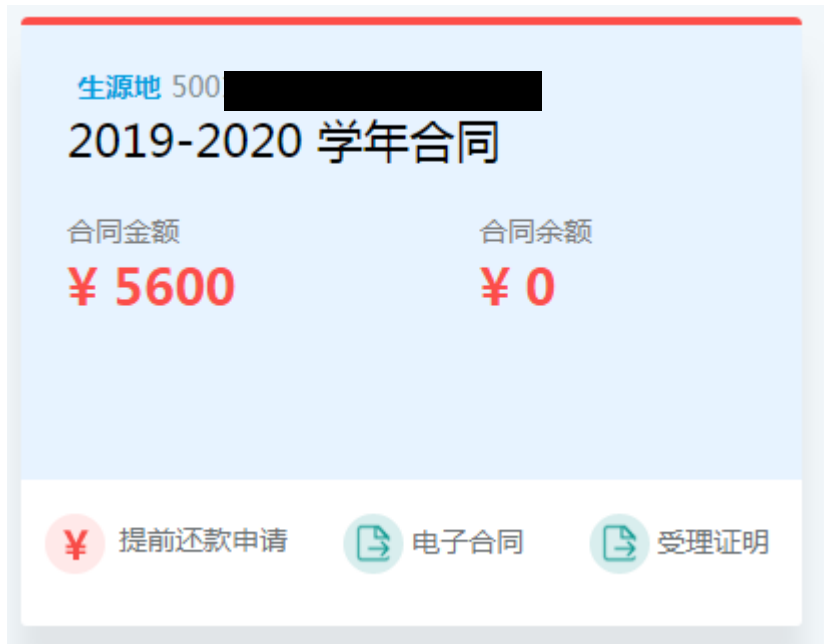 生源地 500
2019-2020 学年合同
合同金额 合同余额
¥ 5600 ¥ 0
¥ 提前还款申请 电子合同 受理证明